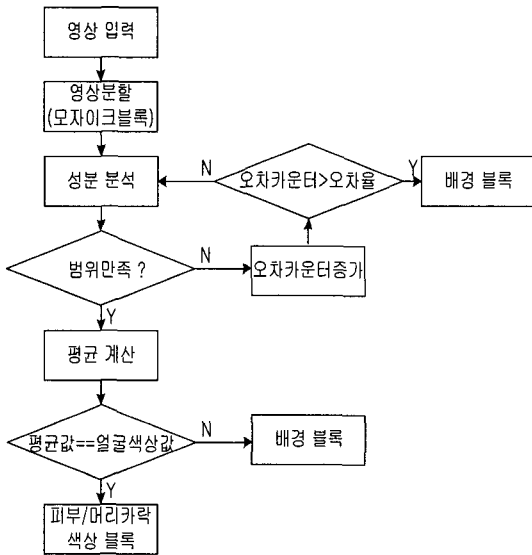 영상 입력
영상분할
(모자이크블록)
성분 분석
N
오차카운터>오차율
Y
배경 블록
범위만족 ?
N
오차카운터증가
Y
평균 계산
평균값==얼굴색상값
N
배경 블록
Y
피부/머리카락
색상 블록